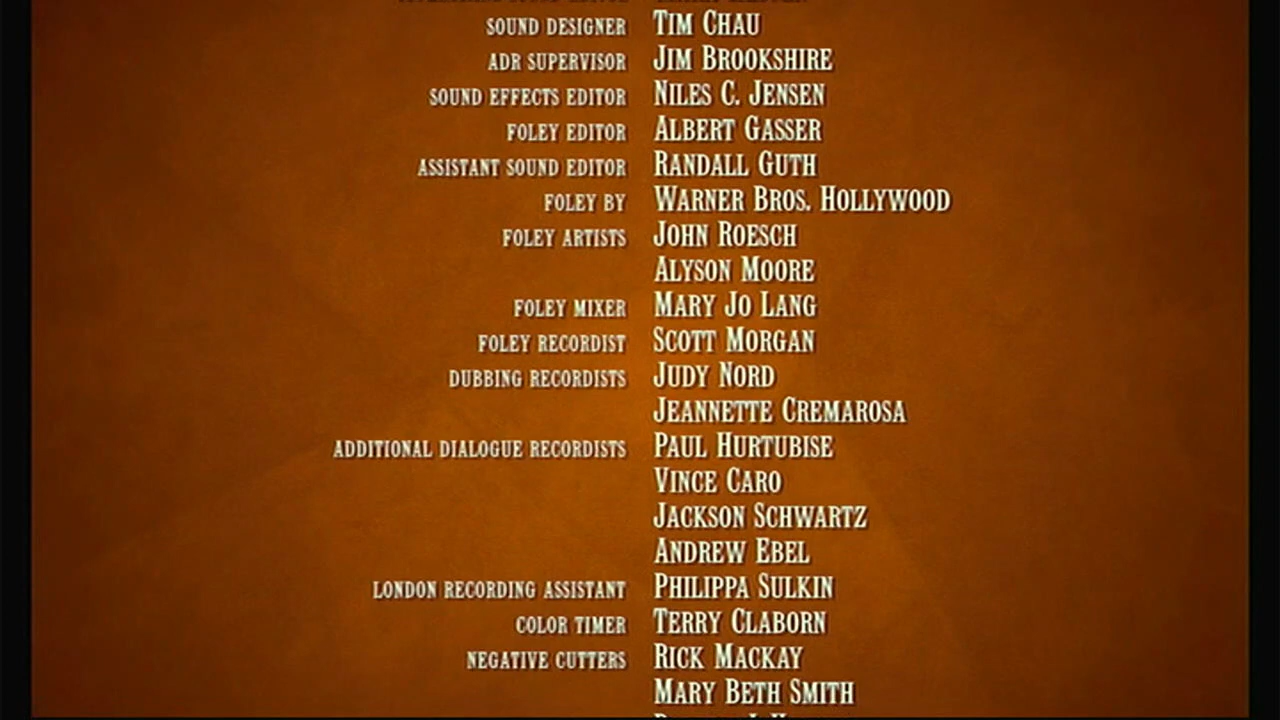 SOUND DESIGNER TIM CHAU
ADR SUPERVISOR JIM BROOKSHIRE
SOUND EFFECTS EDITOR NILES C. JENSEN
FOLEY EDITOR ALBERT GASSER
ASSISTANT SOUND EDITOR RANDALL GUTH
FOLEY BY WARNER BROS. HOLLYWOOD
FOLEY ARTISTS JOHN ROESCH
ALYSON MOORE
FOLEY MIXER MARY JO LANG
FOLEY RECORDIST SCOTT MORGAN
DUBBING RECORDISTS JUDY NORD
JEANNETTE CREMAROSA
ADDITIONAL DIALOGUE RECORDISTS PAUL HURTUBISE
VINCE CARO
JACKSON SCHWARTZ
ANDREW EBEL
LONDON RECORDING ASSISTANT PHILIPPA SULKIN
COLOR TIMER TERRY CLABORN
NEGATIVE CUTTERS RICK MACKAY
MARY BETH SMITH